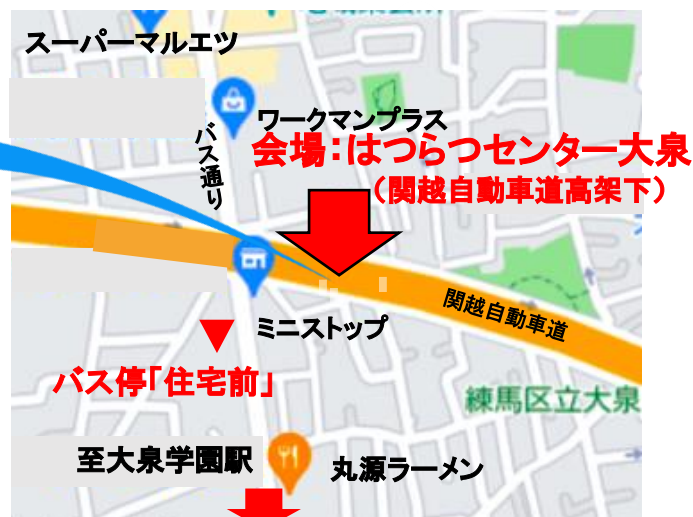 スーパーマルエツ
ワークマンプラス
バス通り
会場：はつらつセンター大泉
（関越自動車道高架下）
関越自動車道
ミニストップ
バス停「住宅前」
練馬区立大泉
至大泉学園駅
丸源ラーメン